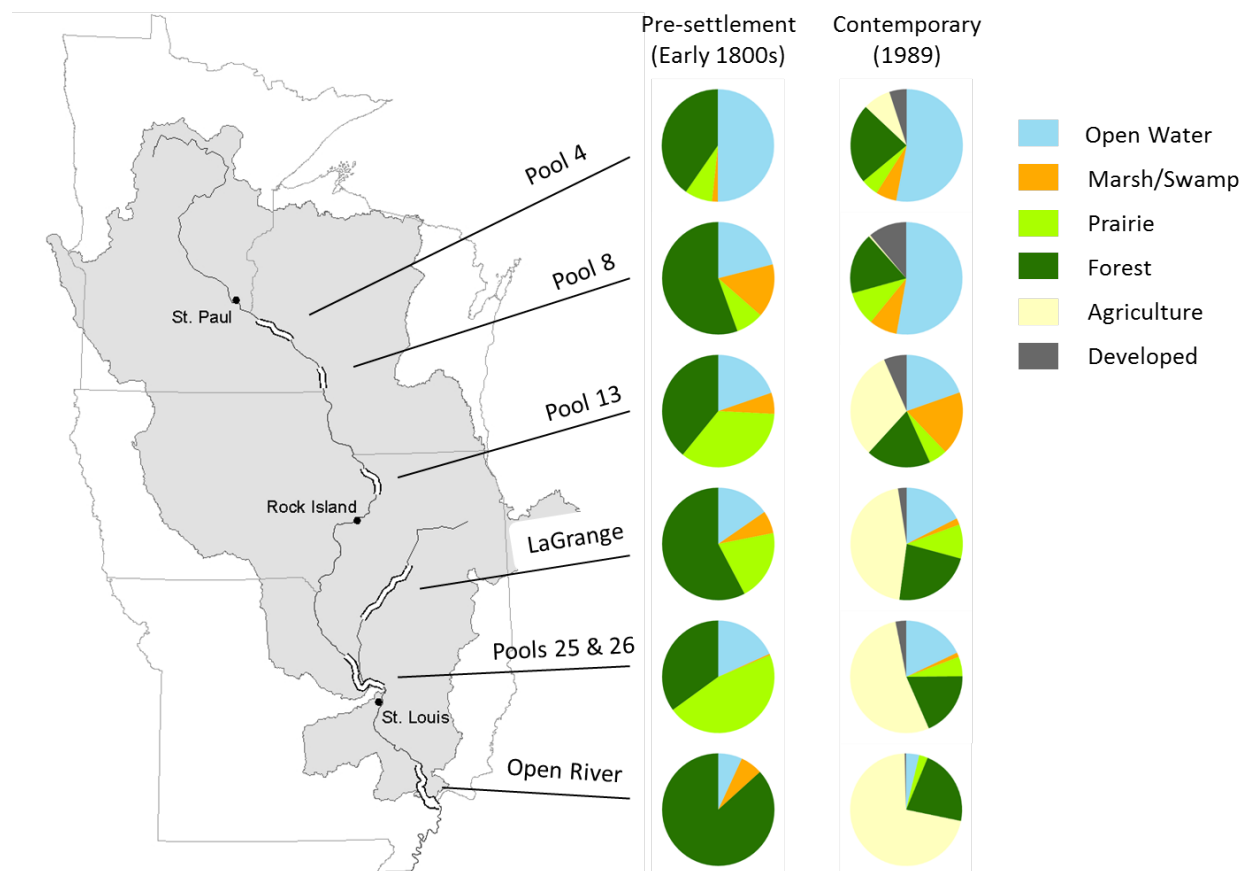 Pre-settlement
(Early 1800s)
Contemporary
(1989)
Open Water
Marsh/Swamp
Prairie
Forest
Agriculture
Developed
Pool 4
Pool 8
Pool 13
LaGrange
Pools 25 & 26
Open River
St. Paul
Rock Island
St. Louis